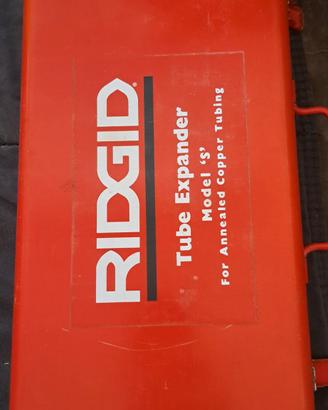 RIDGID®
Tube Expander
Model 'S'
For Annealed Copper Tubing